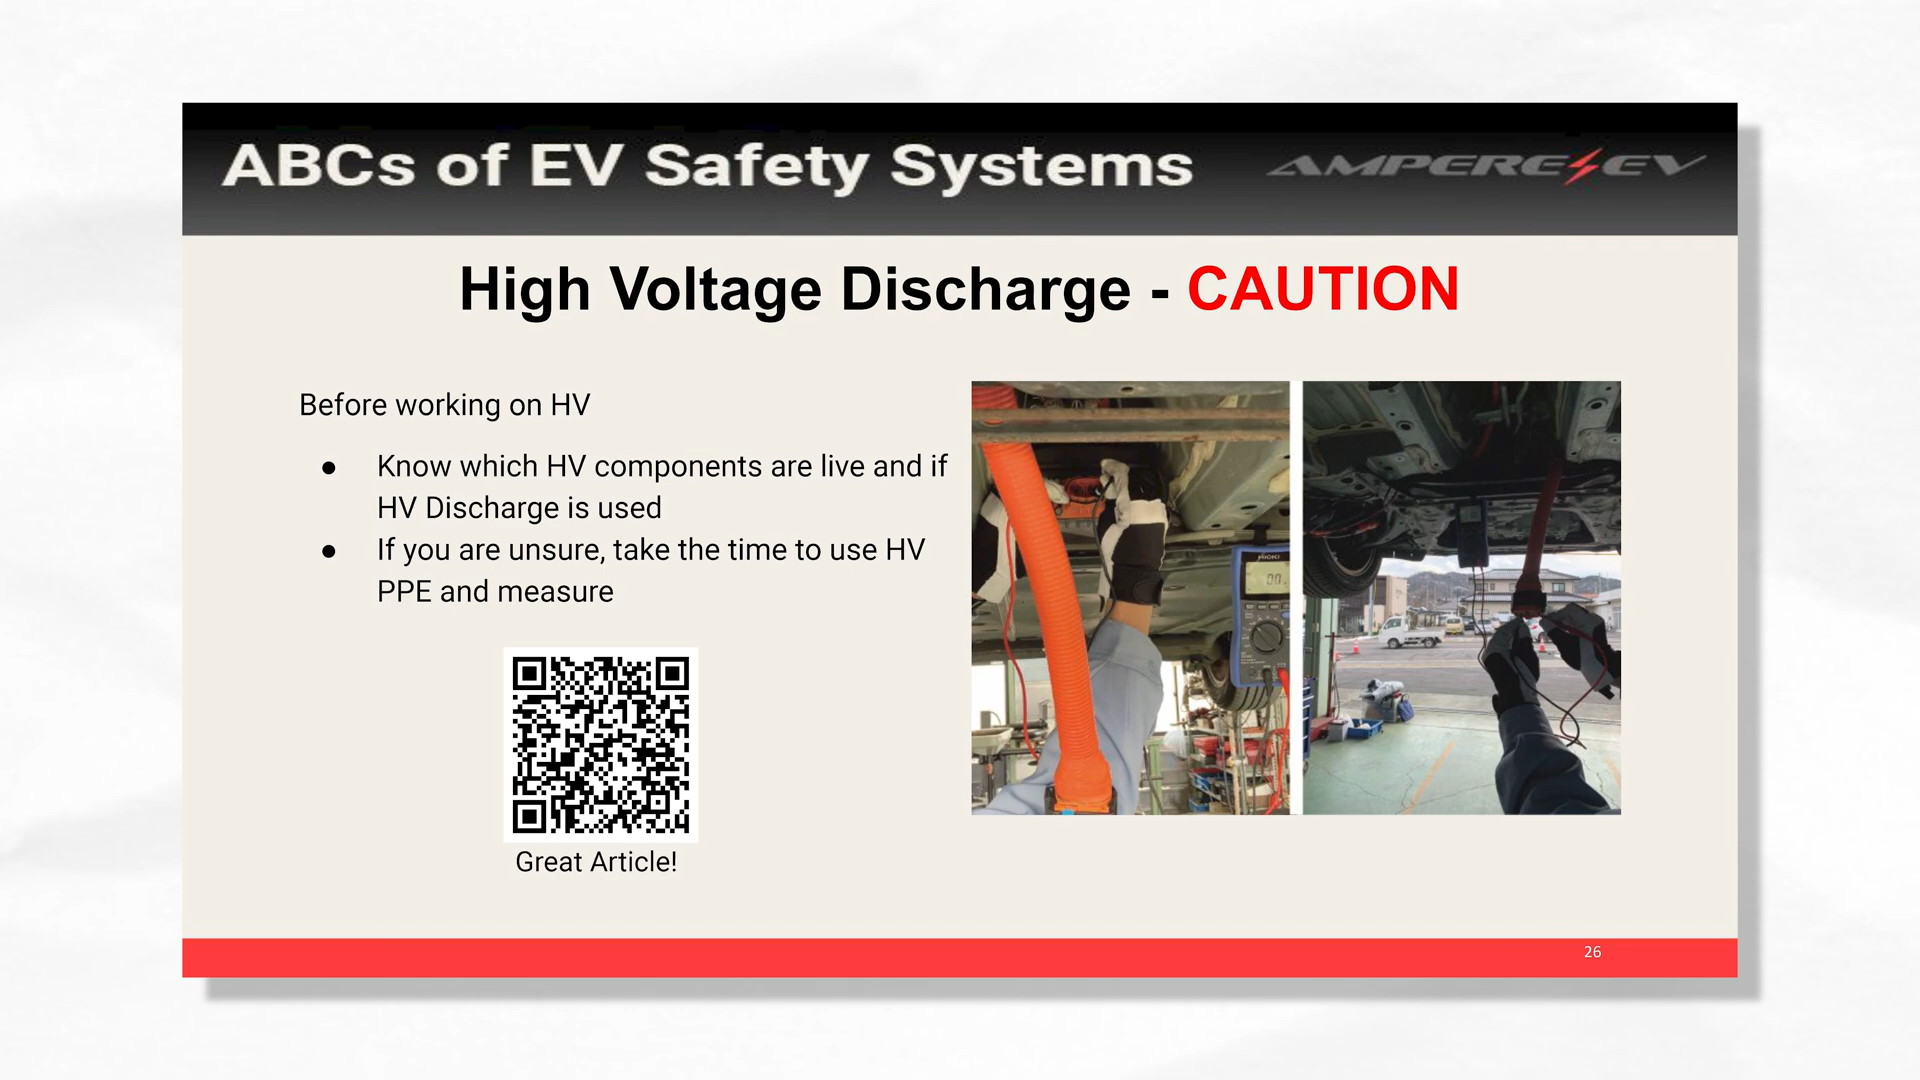 ABCs of EV Safety Systems
AMPERE EV
High Voltage Discharge - CAUTION
Before working on HV
● Know which HV components are live and if
HV Discharge is used
● If you are unsure, take the time to use HV
PPE and measure
HIOKI
00.
Great Article!
26